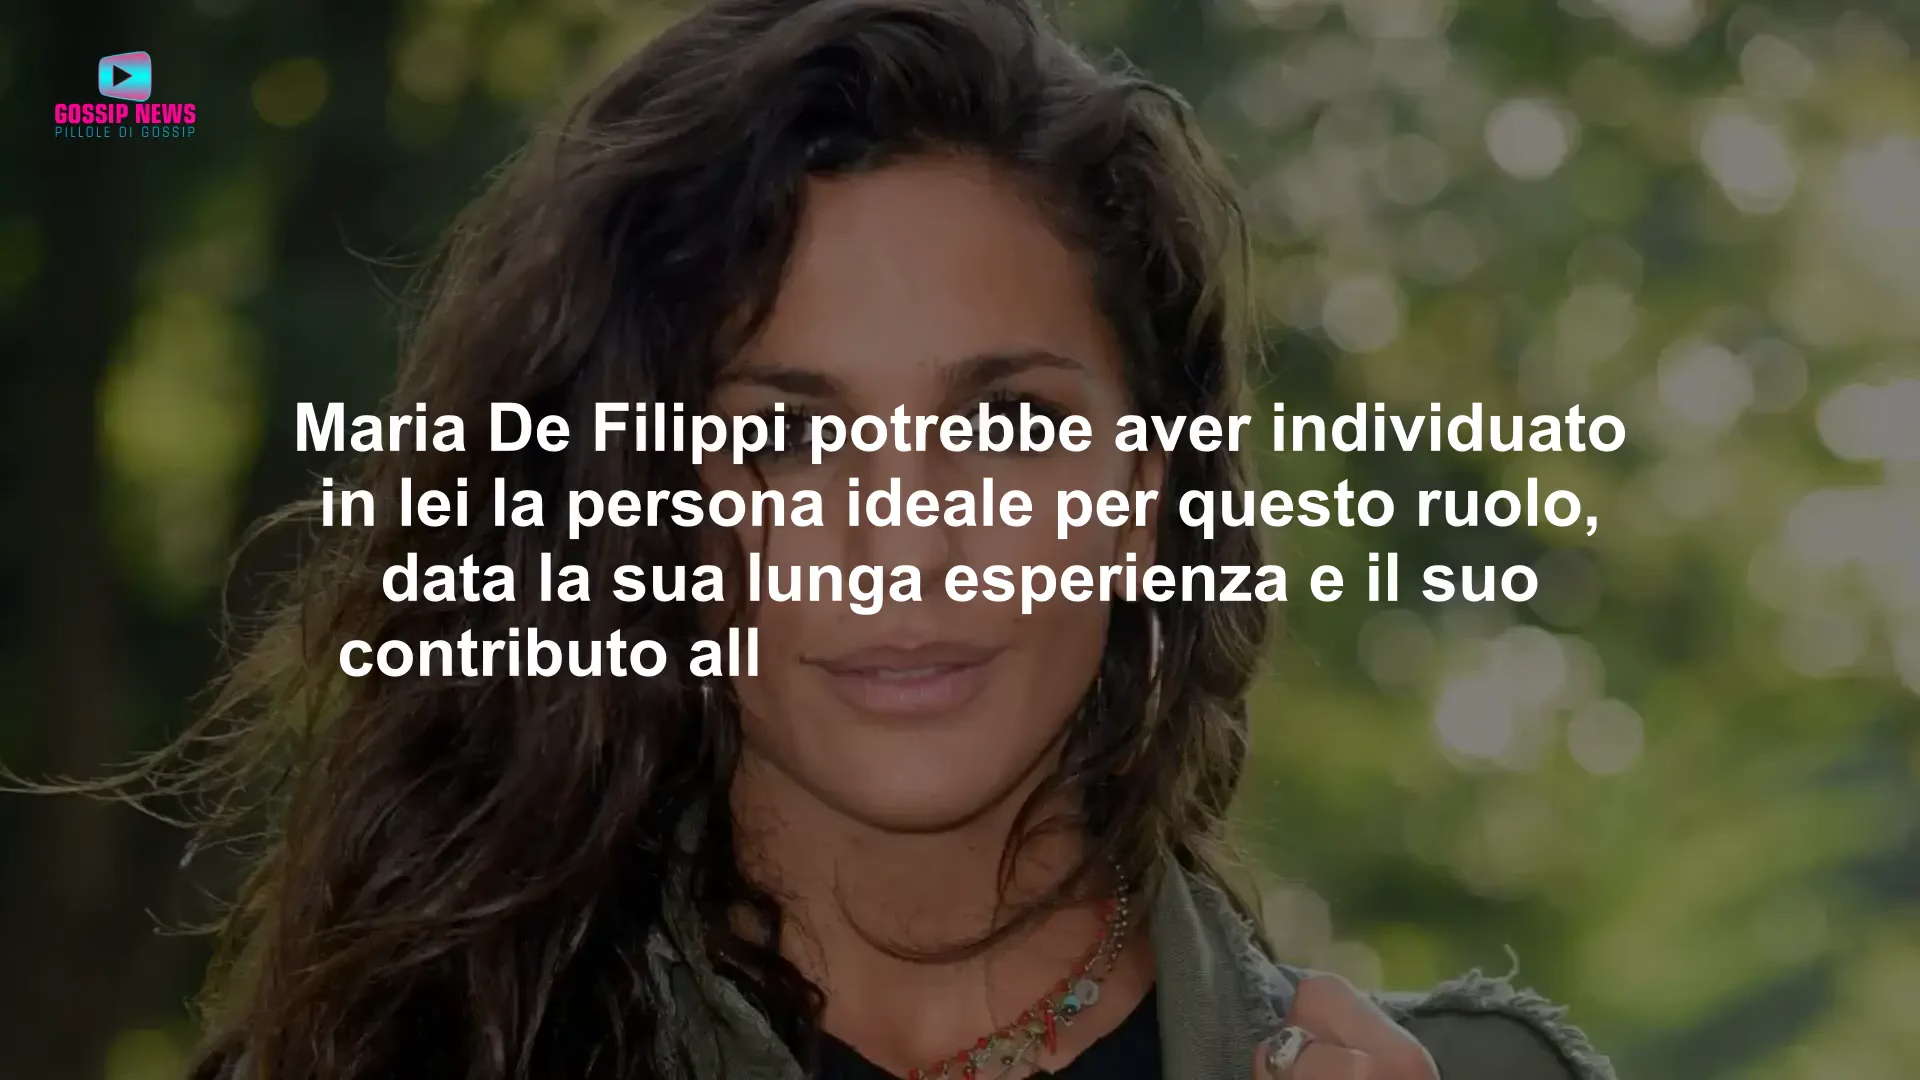 GOSSIP NEWS
PILLOLE DI GOSSIP
Maria De Filippi potrebbe aver individuato
in lei la persona ideale per questo ruolo,
data la sua lunga esperienza e il suo
contributo all